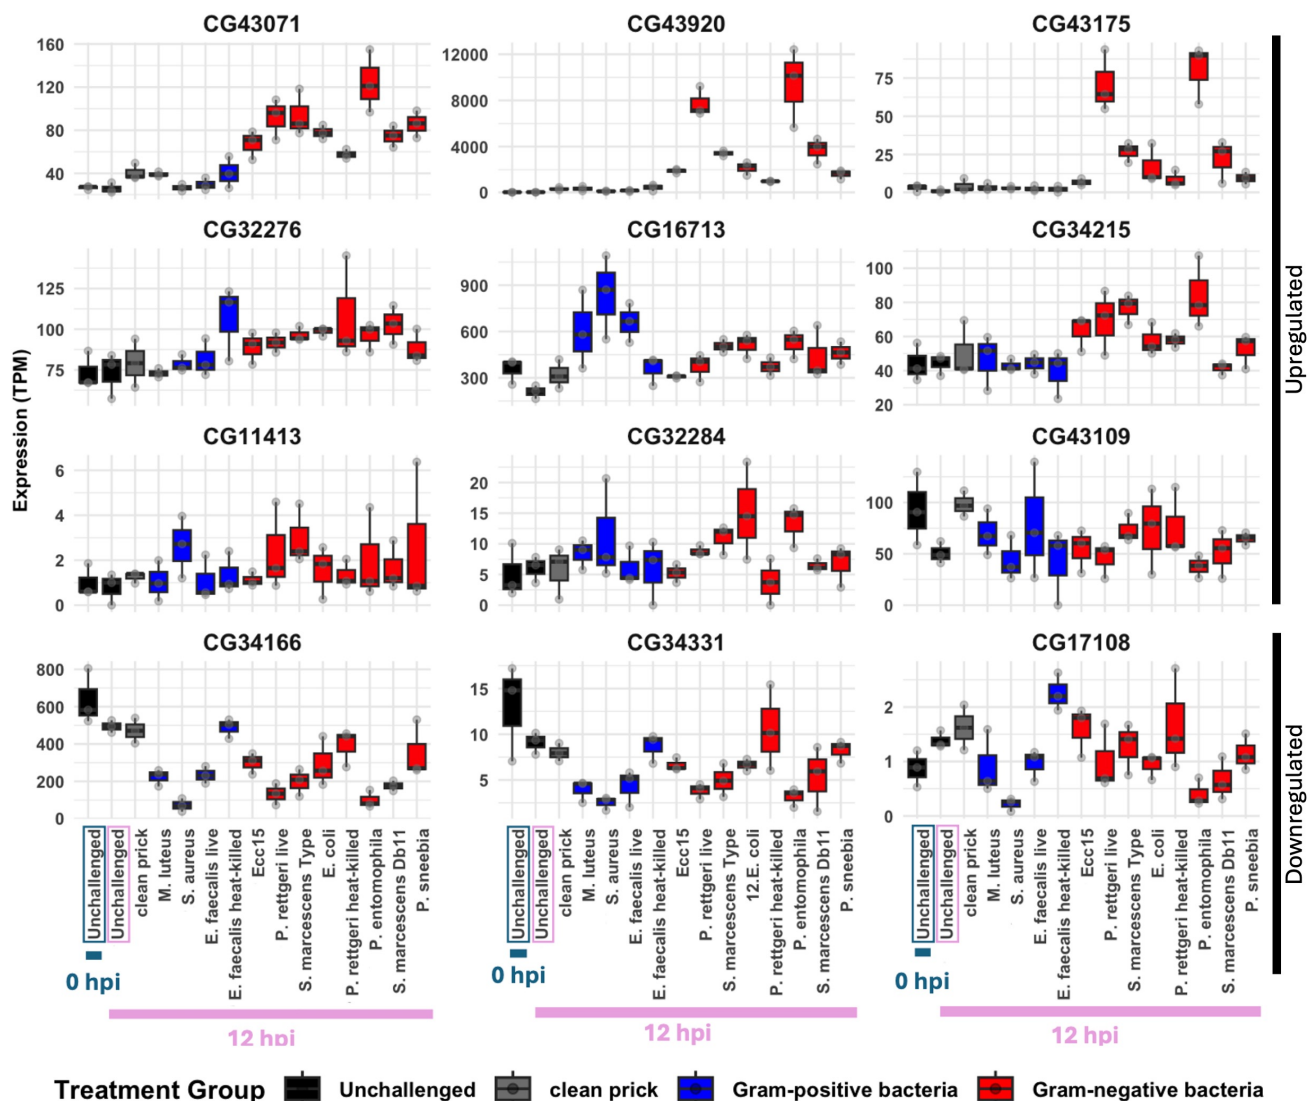 CG43071 CG43920 CG43175
160
120
80
40
12000
8000
4000
0
75
50
25
0
CG32276 CG16713 CG34215
125
100
75
900
600
300
100
80
60
40
20
CG11413 CG32284 CG43109
6
4
2
0
20
15
10
5
0
100
50
0
CG34166 CG34331 CG17108
800
600
400
200
0
15
10
5
2
1
0
Expression (TPM)
Upregulated
Downregulated
Unchallenged
Unchallenged
clean prick
M. luteus
S. aureus
E. faecalis live
E. faecalis heat-killed
Ecc15
P. rettgeri live
S. marcescens Type
E. coli
P. rettgeri heat-killed
P. entomophila
S. marcescens Db11
P. sneebia
Unchallenged
Unchallenged
clean prick
M. luteus
S. aureus
E. faecalis live
E. faecalis heat-killed
Ecc15
P. rettgeri live
S. marcescens Type
12.E. coli
P. rettgeri heat-killed
P. entomophila
S. marcescens Db11
P. sneebia
Unchallenged
Unchallenged
clean prick
M. luteus
S. aureus
E. faecalis live
E. faecalis heat-killed
Ecc15
P. rettgeri live
S. marcescens Type
E. coli
P. rettgeri heat-killed
P. entomophila
S. marcescens Db11
P. sneebia
0 hpi 0 hpi 0 hpi
12 hpi 12 hpi 12 hpi
Treatment Group Unchallenged clean prick Gram-positive bacteria Gram-negative bacteria